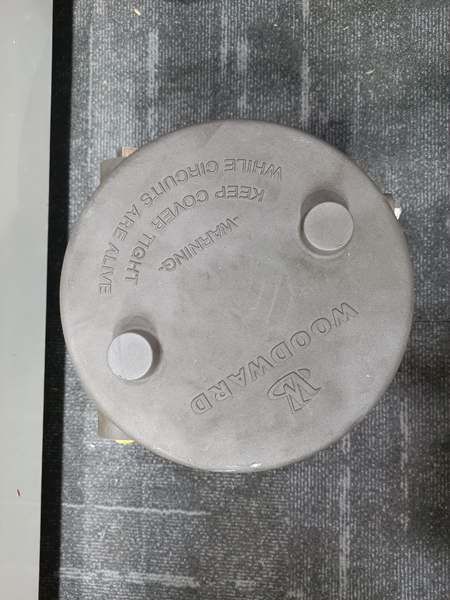 WOODWARD
-WARNING-
KEEP COVER TIGHT
WHILE CIRCUITS ARE ALIVE